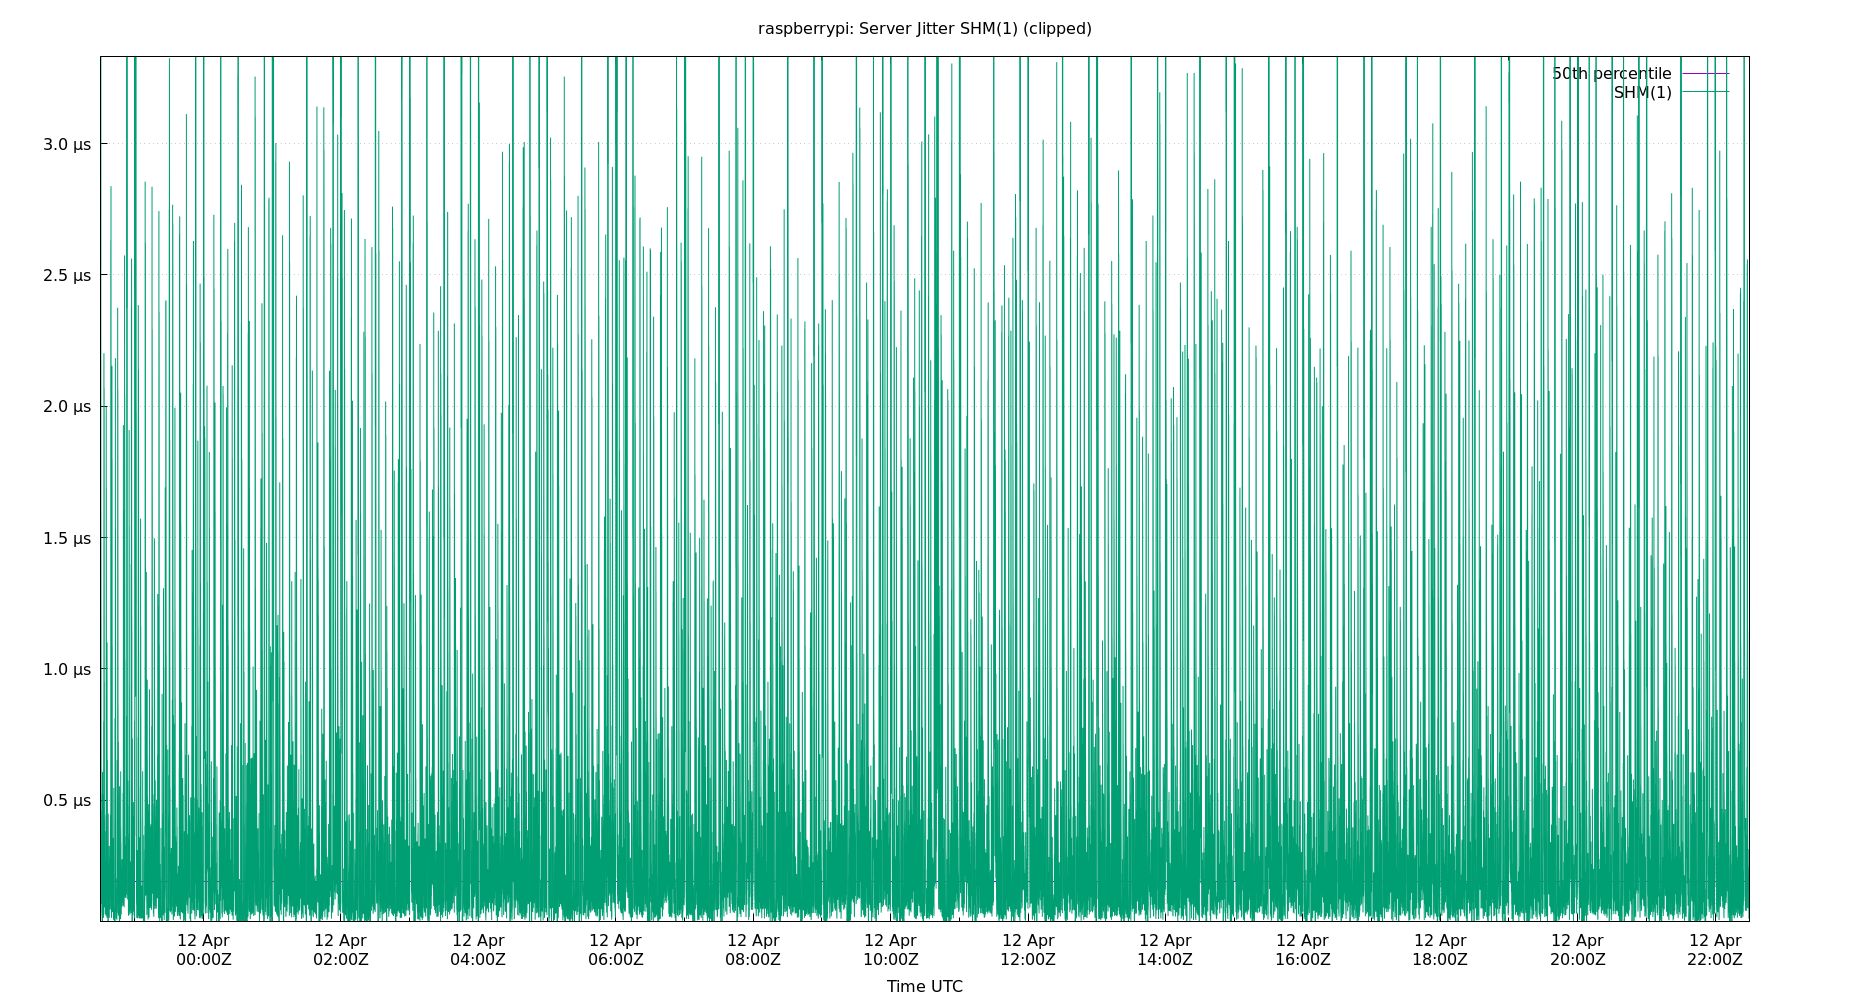 raspberrypi: Server Jitter SHM(1) (clipped)
50th percentile
SHM(1)
3.0 µs
2.5 µs
2.0 µs
1.5 µs
1.0 µs
0.5 µs
12 Apr 12 Apr 12 Apr 12 Apr 12 Apr 12 Apr 12 Apr 12 Apr 12 Apr 12 Apr 12 Apr 12 Apr
00:00Z 02:00Z 04:00Z 06:00Z 08:00Z 10:00Z 12:00Z 14:00Z 16:00Z 18:00Z 20:00Z 22:00Z
Time UTC